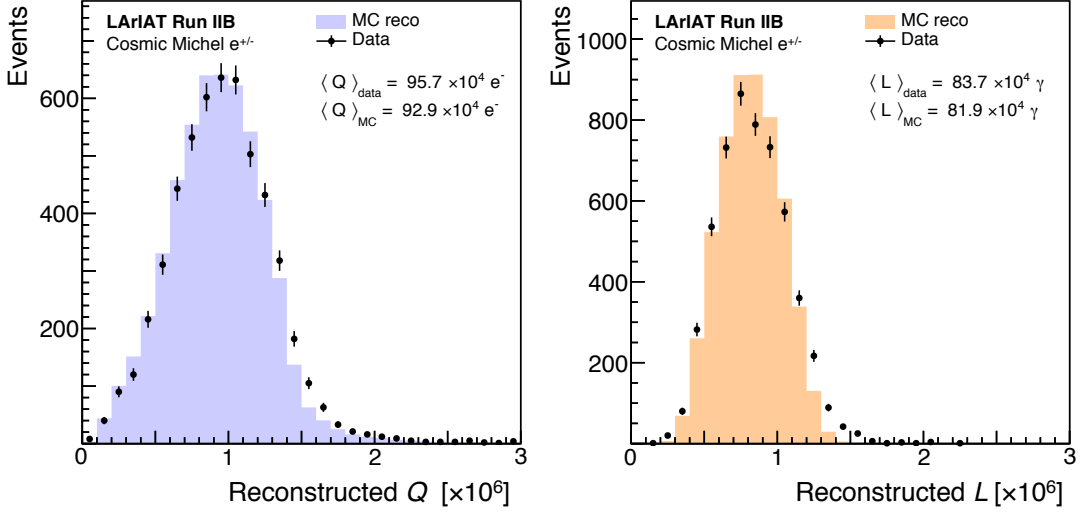 LArIAT Run IIB
Cosmic Michel e+/-
MC reco
Data
⟨ Q ⟩data = 95.7 ×10⁴ e⁻
⟨ Q ⟩MC = 92.9 ×10⁴ e⁻
Events
600
400
200
0
1
2
3
Reconstructed Q [×10⁶]
LArIAT Run IIB
Cosmic Michel e+/-
MC reco
Data
⟨ L ⟩data = 83.7 ×10⁴ γ
⟨ L ⟩MC = 81.9 ×10⁴ γ
Events
1000
800
600
400
200
0
1
2
3
Reconstructed L [×10⁶]